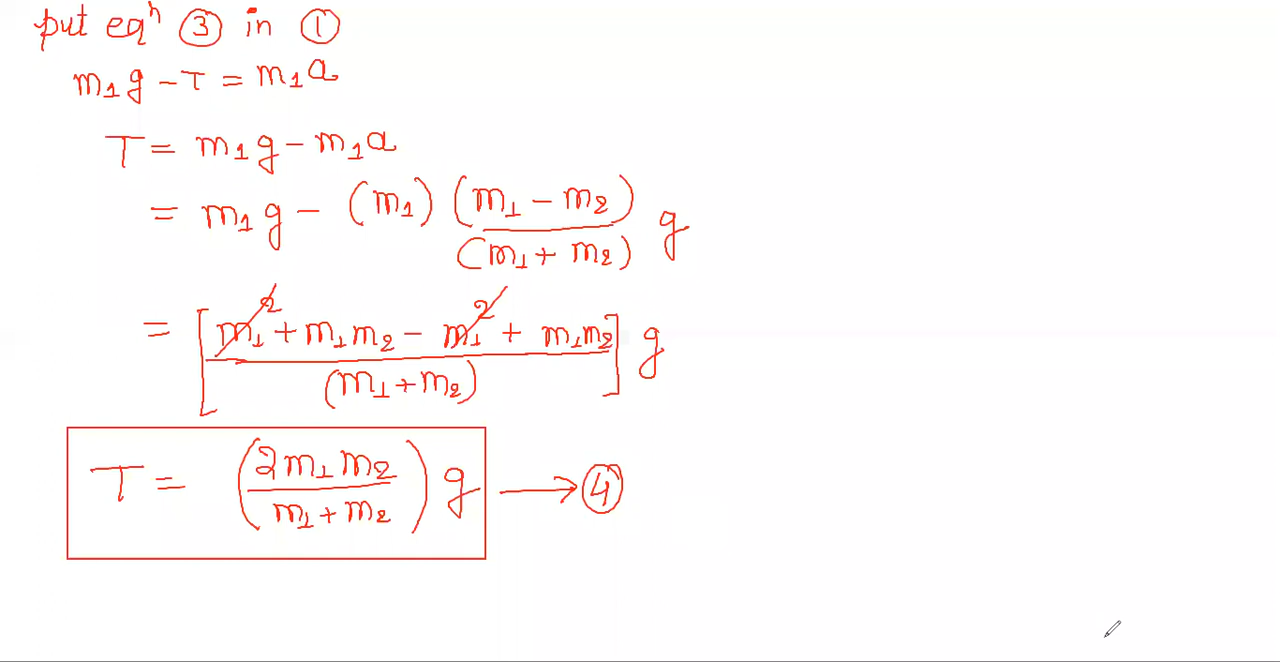 put eqⁿ ③ in ①
m₁g − T = m₁a
T = m₁g − m₁a
= m₁g − (m₁) (m₁ − m₂)/(m₁ + m₂) g
= [m₁² + m₁m₂ − m₁² + m₁m₂]/(m₁ + m₂) g
T = (2m₁m₂/m₁ + m₂) g → ④